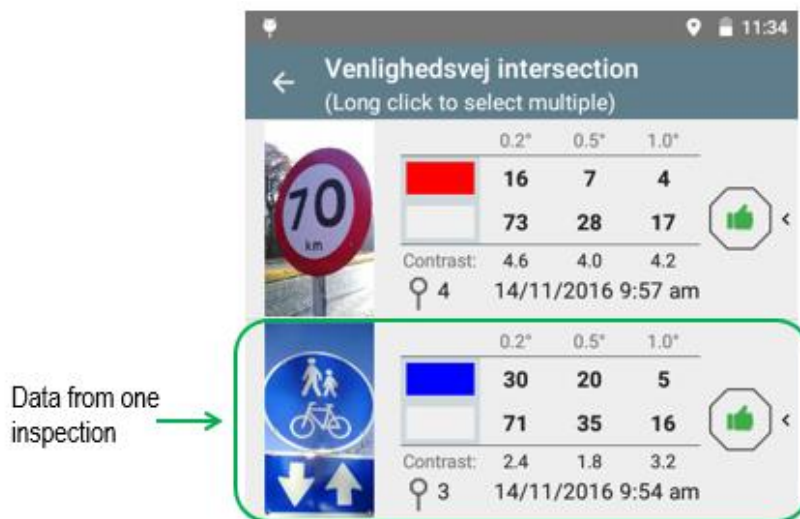 11:34
Venlighedsvej intersection
(Long click to select multiple)
0.2° 0.5° 1.0°
16 7 4
70
km
73 28 17
Contrast: 4.6 4.0 4.2
4 14/11/2016 9:57 am
Data from one
inspection
0.2° 0.5° 1.0°
30 20 5
71 35 16
Contrast: 2.4 1.8 3.2
3 14/11/2016 9:54 am